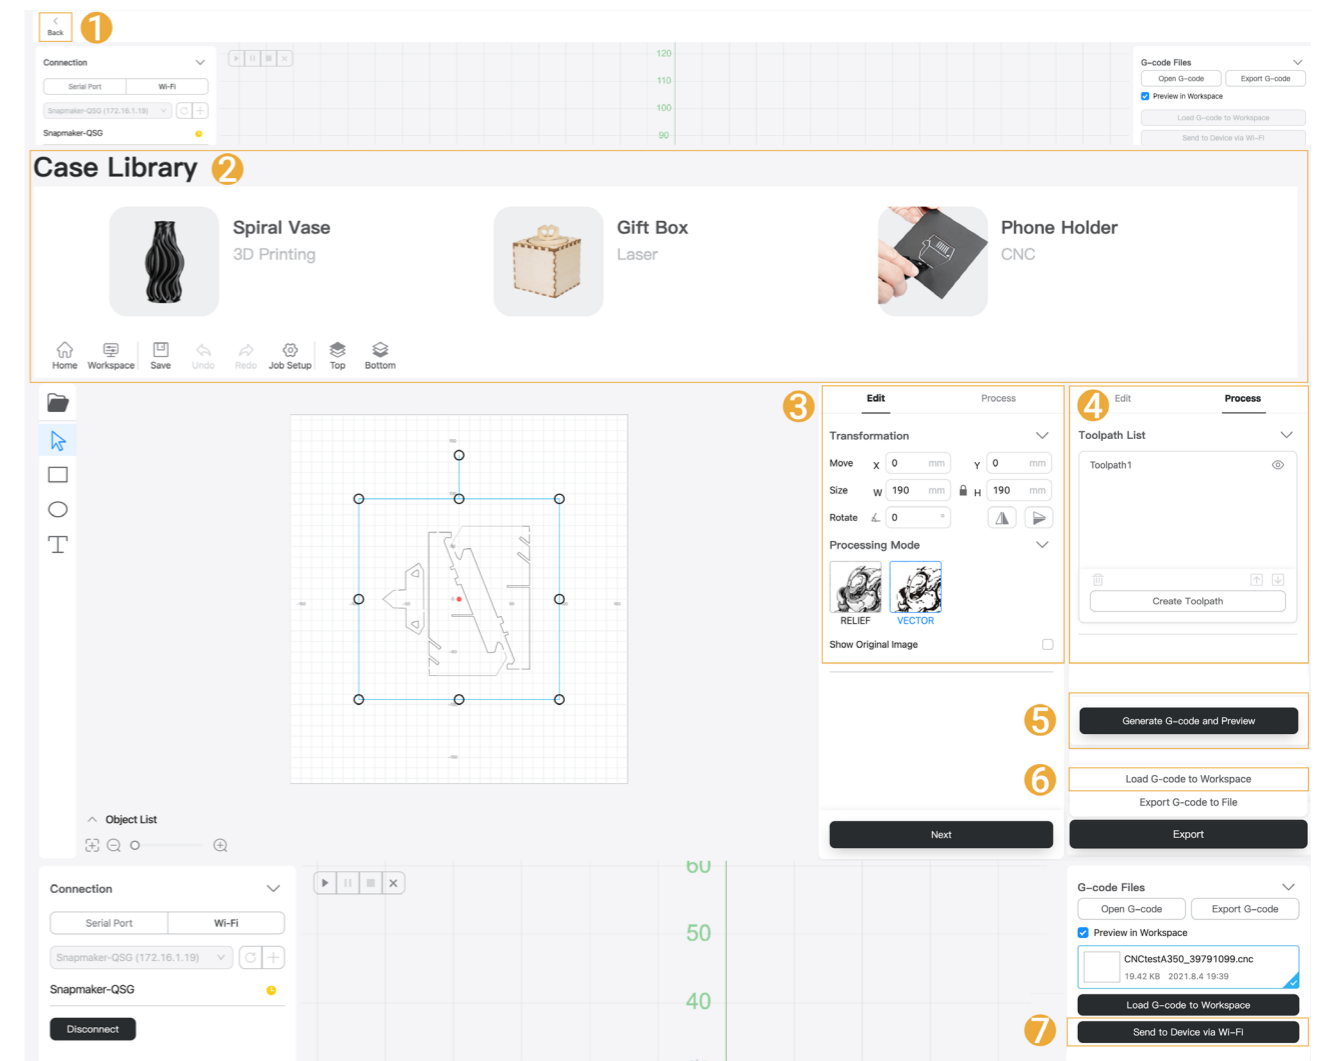 Back
1
Connection
Serial Port Wi-Fi
Snapmaker-QSG (172.16.1.19)
Snapmaker-QSG
120
110
100
90
G-code Files
Open G-code Export G-code
Preview in Workspace
Load G-code to Workspace
Send to Device via Wi-Fi
Case Library 2
Spiral Vase
3D Printing
Gift Box
Laser
Phone Holder
CNC
Home Workspace Save Undo Redo Job Setup Top Bottom
3
Edit Process
Transformation
Move X 0 mm Y 0 mm
Size W 190 mm H 190 mm
Rotate 0 °
Processing Mode
RELIEF VECTOR
Show Original Image
Next
4
Edit Process
Toolpath List
Toolpath1
Create Toolpath
5
Generate G-code and Preview
6
Load G-code to Workspace
Export G-code to File
Export
T
Object List
Connection
Serial Port Wi-Fi
Snapmaker-QSG (172.16.1.19)
Snapmaker-QSG
Disconnect
60
50
40
G-code Files
Open G-code Export G-code
Preview in Workspace
CNCtestA350_39791099.cnc
19.42 KB 2021.8.4 19:39
Load G-code to Workspace
7
Send to Device via Wi-Fi